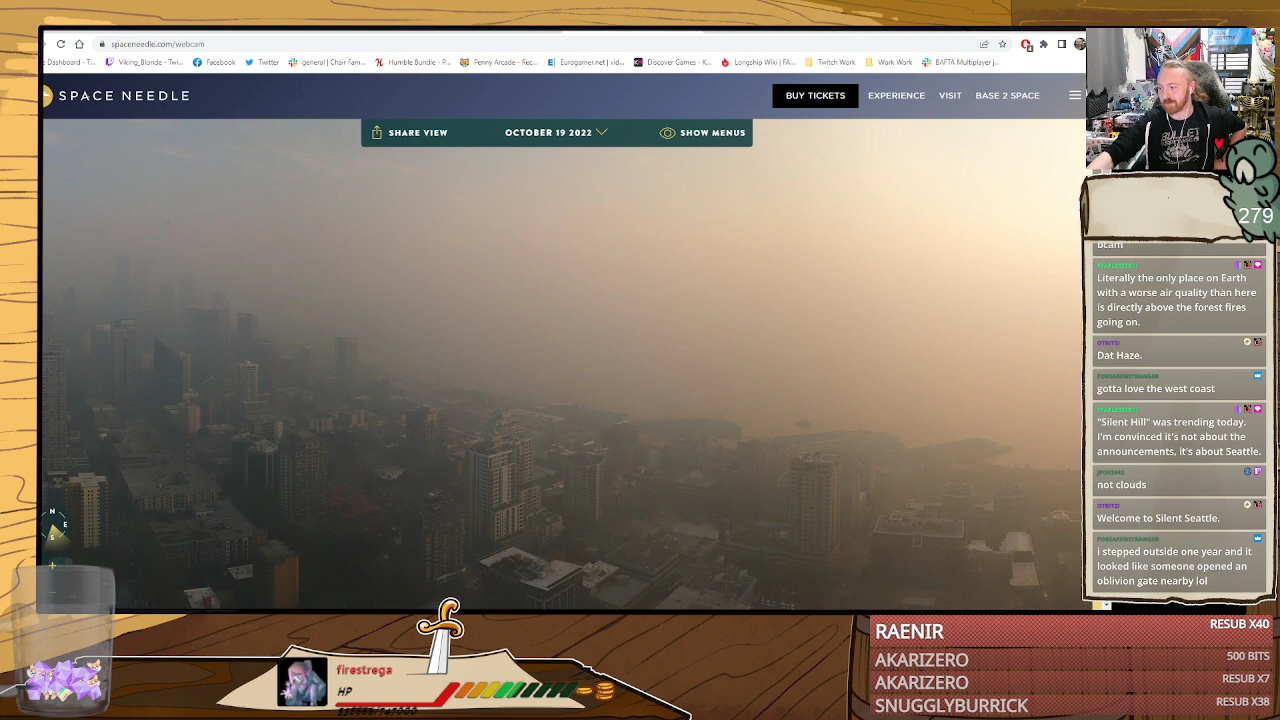 spaceneedle.com/webcam
e Dashboard - T...
Viking_Blonde - Twi...
Facebook
Twitter
general | Chair Fam...
Humble Bundle - P...
Penny Arcade - Rec...
Eurogamer.net | vid...
Discover Games - K...
Longship Wiki | FA...
Twitch Work
Work Work
BAFTA Multiplayer j...
SPACE NEEDLE
BUY TICKETS
EXPERIENCE
VISIT
BASE 2 SPACE
SHARE VIEW
OCTOBER 19 2022
SHOW MENUS
N
E
S
279
bcam
Literally the only place on Earth
with a worse air quality than here
is directly above the forest fires
going on.
OTRITZI
Dat Haze.
FORSAKENSTRANGER
gotta love the west coast
"Silent Hill" was trending today.
I'm convinced it's not about the
announcements, it's about Seattle.
not clouds
OTRITZI
Welcome to Silent Seattle.
FORSAKENSTRANGER
i stepped outside one year and it
looked like someone opened an
oblivion gate nearby lol
firestrega
HP
RAENIR RESUB X40
AKARIZERO 500 BITS
AKARIZERO RESUB X7
SNUGGLYBURRICK RESUB X38